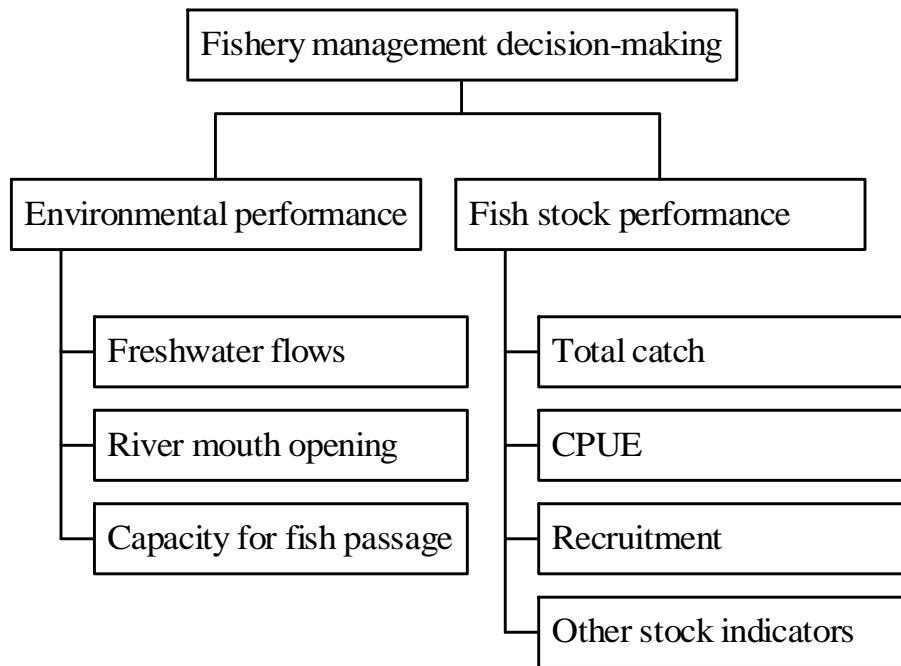 Fishery management decision-making
Environmental performance
Fish stock performance
Freshwater flows
River mouth opening
Capacity for fish passage
Total catch
CPUE
Recruitment
Other stock indicators